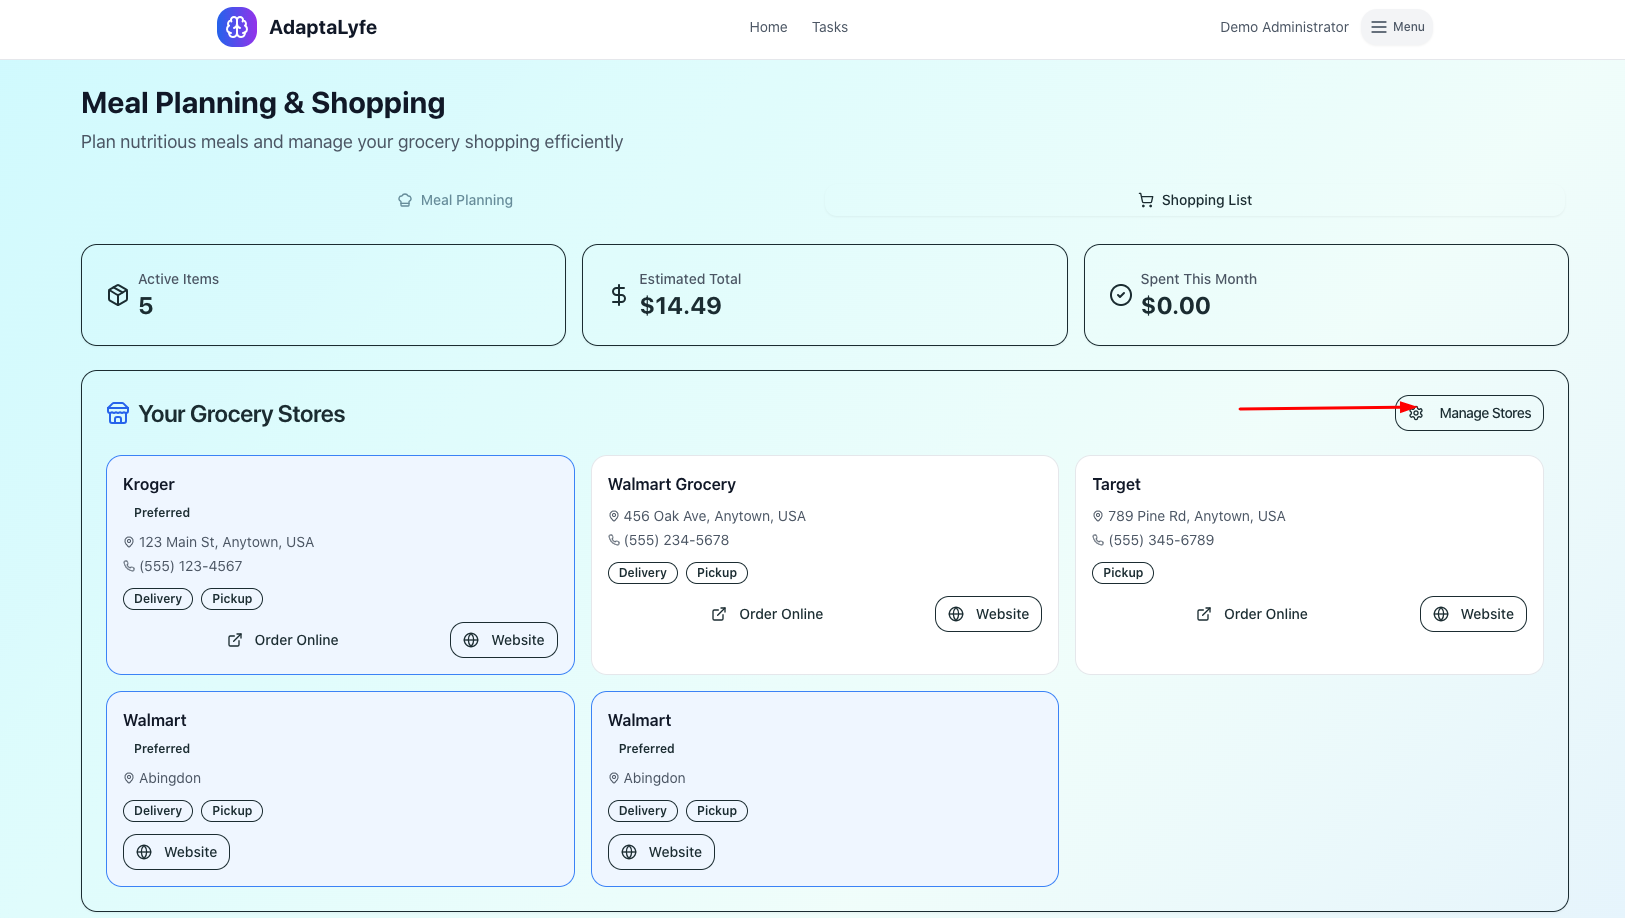 AdaptaLyfe
Home Tasks
Demo Administrator Menu
Meal Planning & Shopping
Plan nutritious meals and manage your grocery shopping efficiently
Meal Planning
Shopping List
Active Items
5
Estimated Total
$14.49
Spent This Month
$0.00
Your Grocery Stores
Manage Stores
Kroger
Preferred
123 Main St, Anytown, USA
(555) 123-4567
Delivery Pickup
Order Online Website
Walmart Grocery
456 Oak Ave, Anytown, USA
(555) 234-5678
Delivery Pickup
Order Online Website
Target
789 Pine Rd, Anytown, USA
(555) 345-6789
Pickup
Order Online Website
Walmart
Preferred
Abingdon
Delivery Pickup
Website
Walmart
Preferred
Abingdon
Delivery Pickup
Website